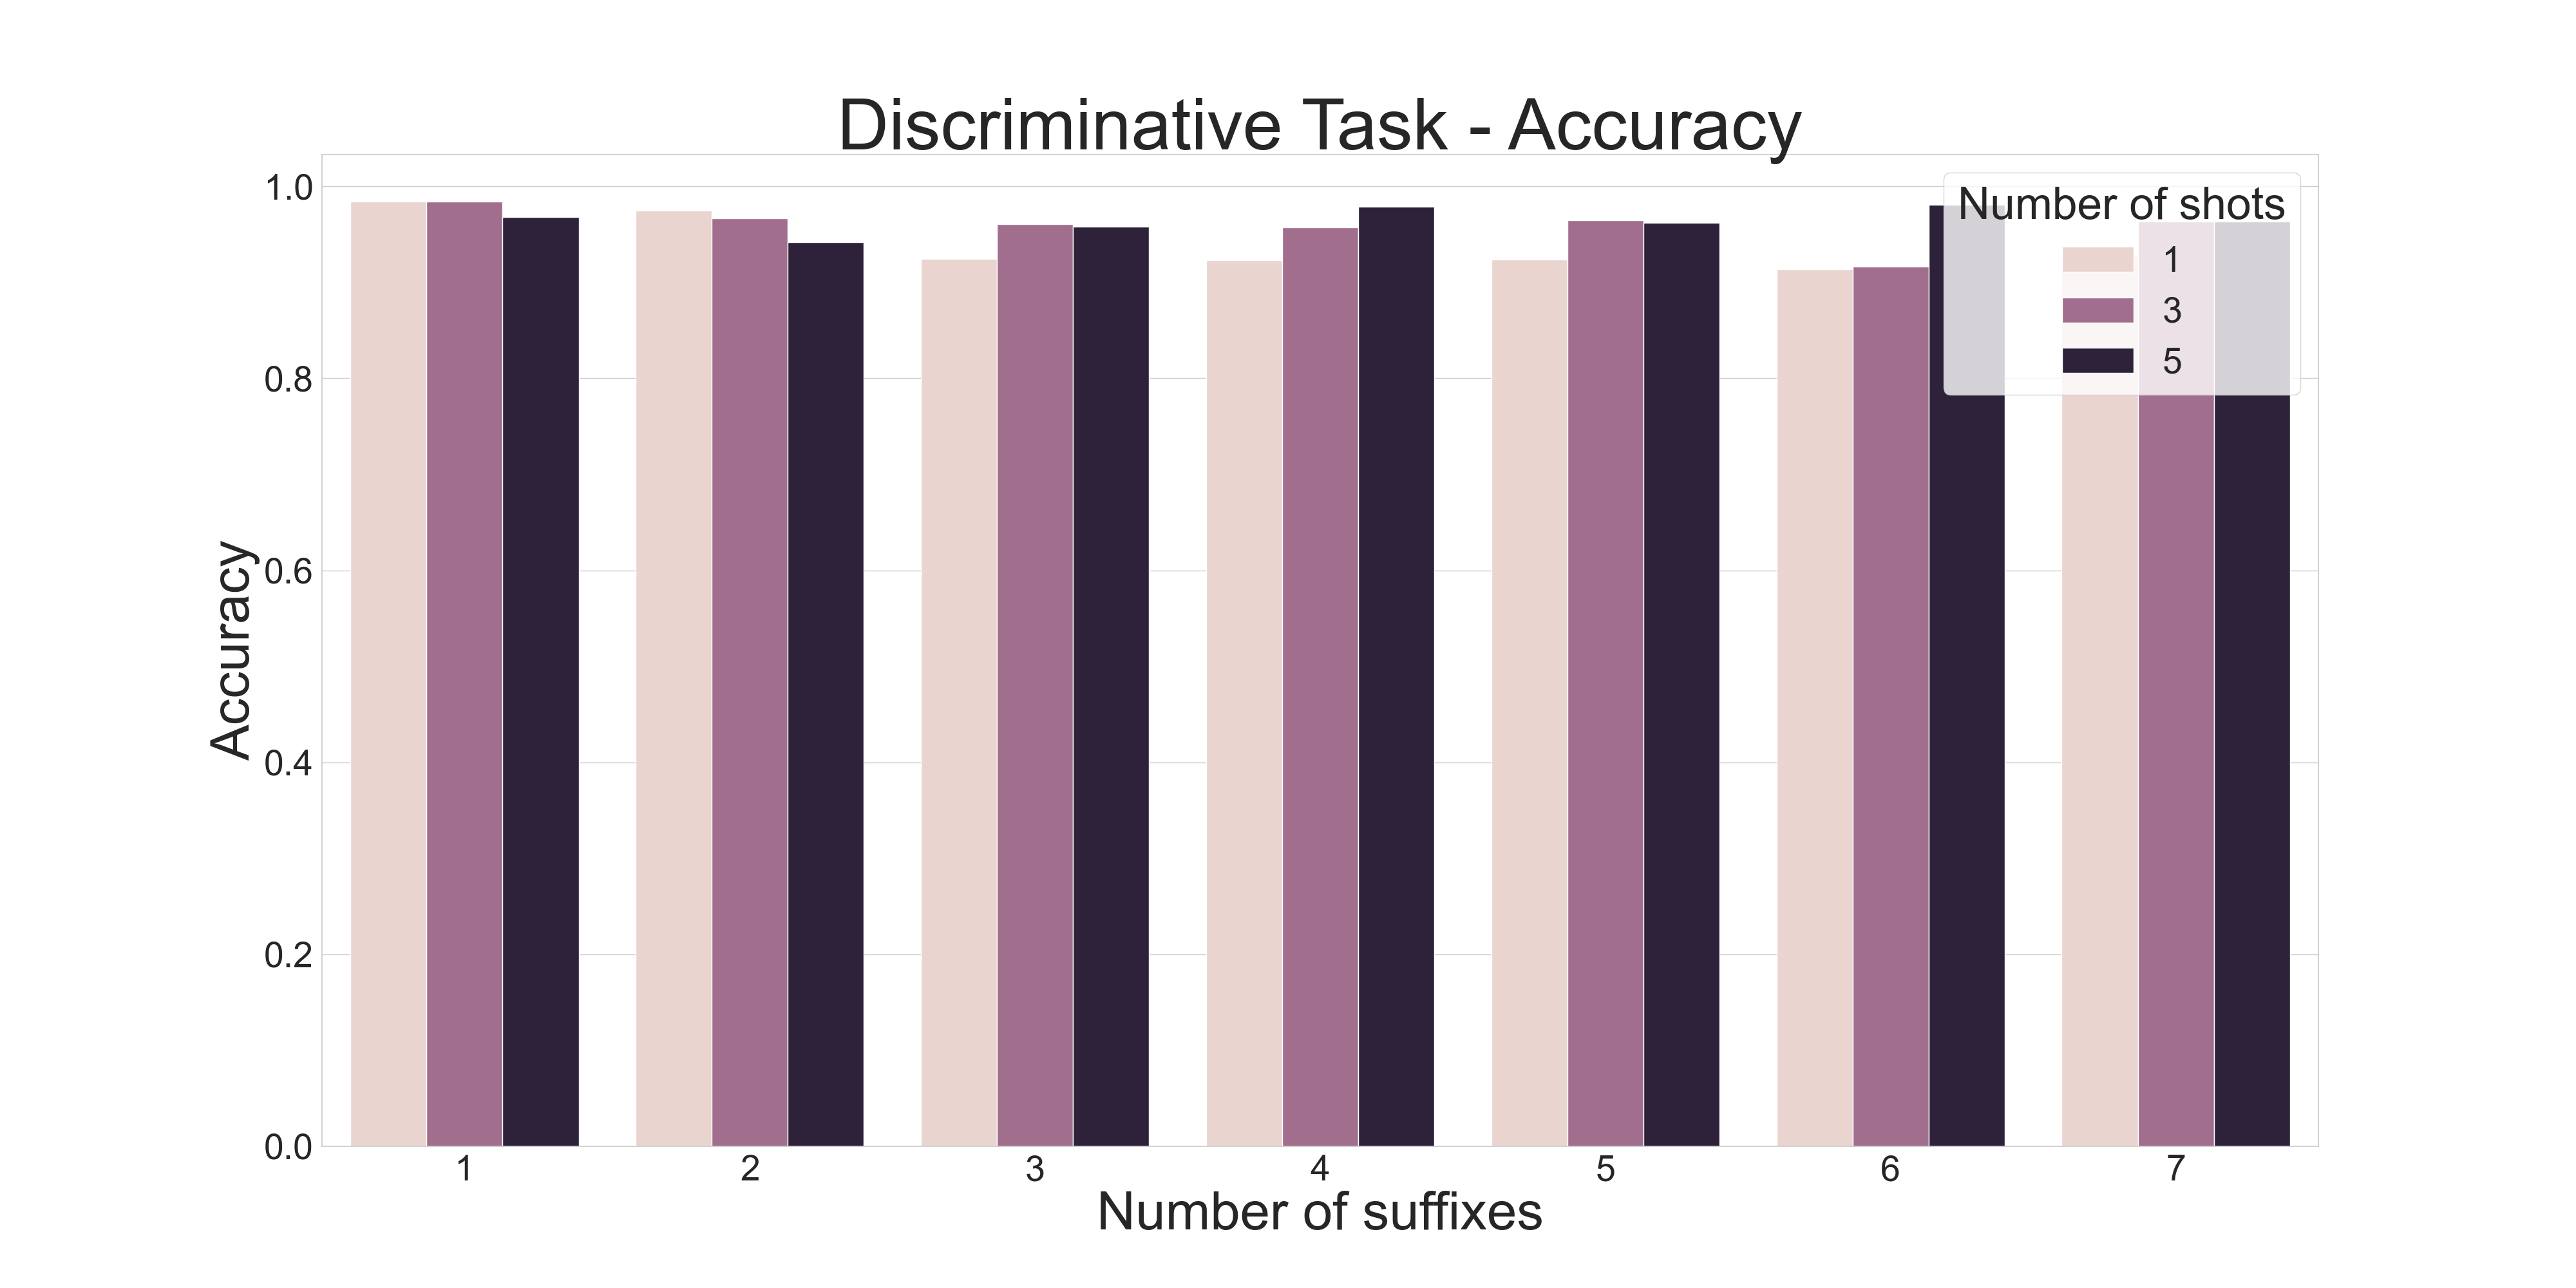 Discriminative Task - Accuracy
Number of shots
1
3
5
Accuracy
1.0
0.8
0.6
0.4
0.2
0.0
1 2 3 4 5 6 7
Number of suffixes